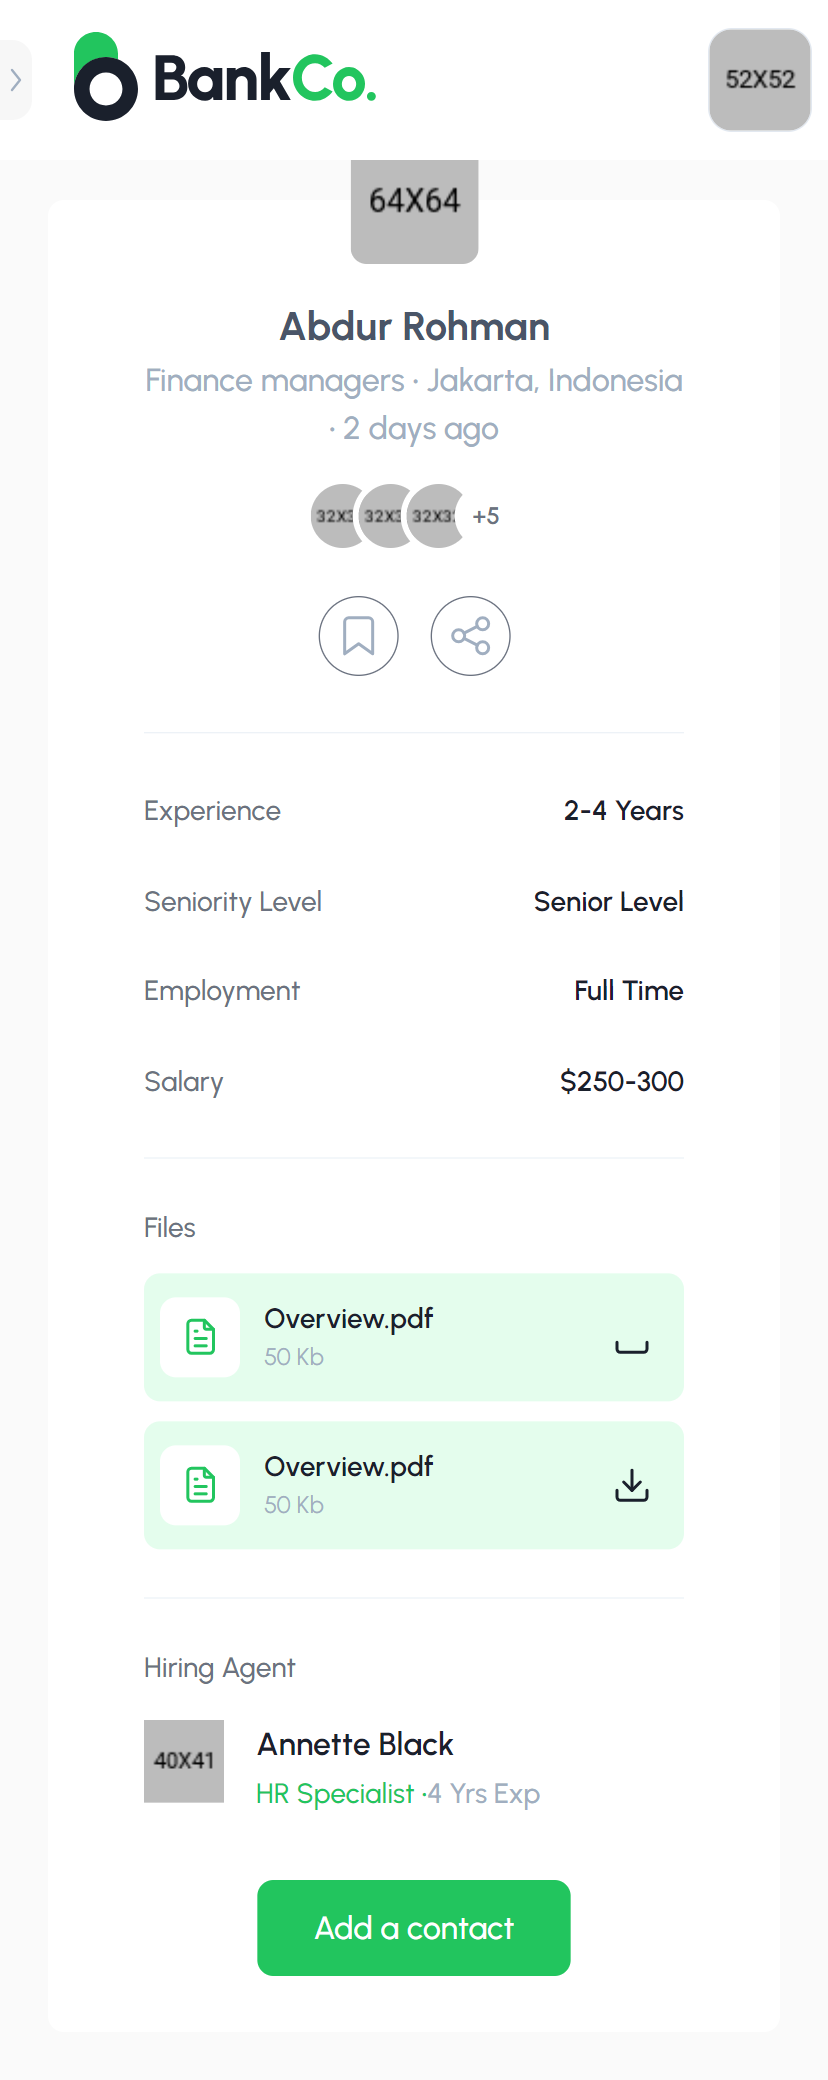 BankCo.
52X52
64X64
Abdur Rohman
Finance managers · Jakarta, Indonesia
· 2 days ago
32X3 32X3 32X3 +5
Experience 2-4 Years
Seniority Level Senior Level
Employment Full Time
Salary $250-300
Files
Overview.pdf
50 Kb
Overview.pdf
50 Kb
Hiring Agent
40X41
Annette Black
HR Specialist ·4 Yrs Exp
Add a contact